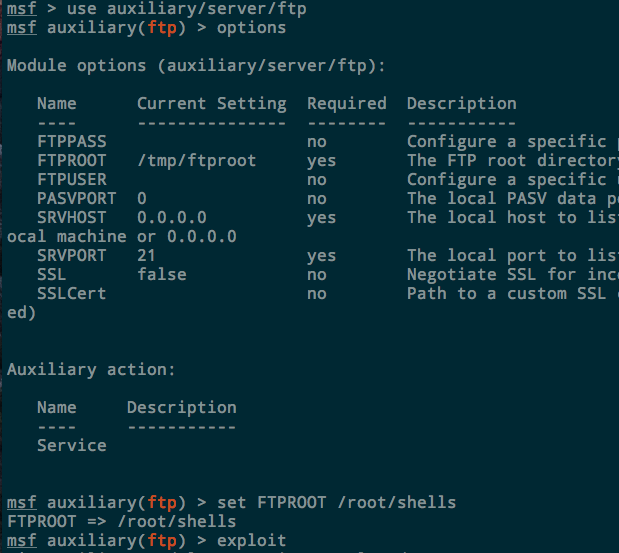 msf > use auxiliary/server/ftp
msf auxiliary(ftp) > options
Module options (auxiliary/server/ftp):
Name Current Setting Required Description
---- --------------- -------- -----------
FTPPASS no Configure a specific
FTPROOT /tmp/ftproot yes The FTP root directory
FTPUSER no Configure a specific
PASVPORT 0 no The local PASV data
SRVHOST 0.0.0.0 yes The local host to
ocal machine or 0.0.0.0
SRVPORT 21 yes The local port to
SSL false no Negotiate SSL for
SSLCert no Path to a custom SSL
ed)
Auxiliary action:
Name Description
---- -----------
Service
msf auxiliary(ftp) > set FTPROOT /root/shells
FTPROOT => /root/shells
msf auxiliary(ftp) > exploit